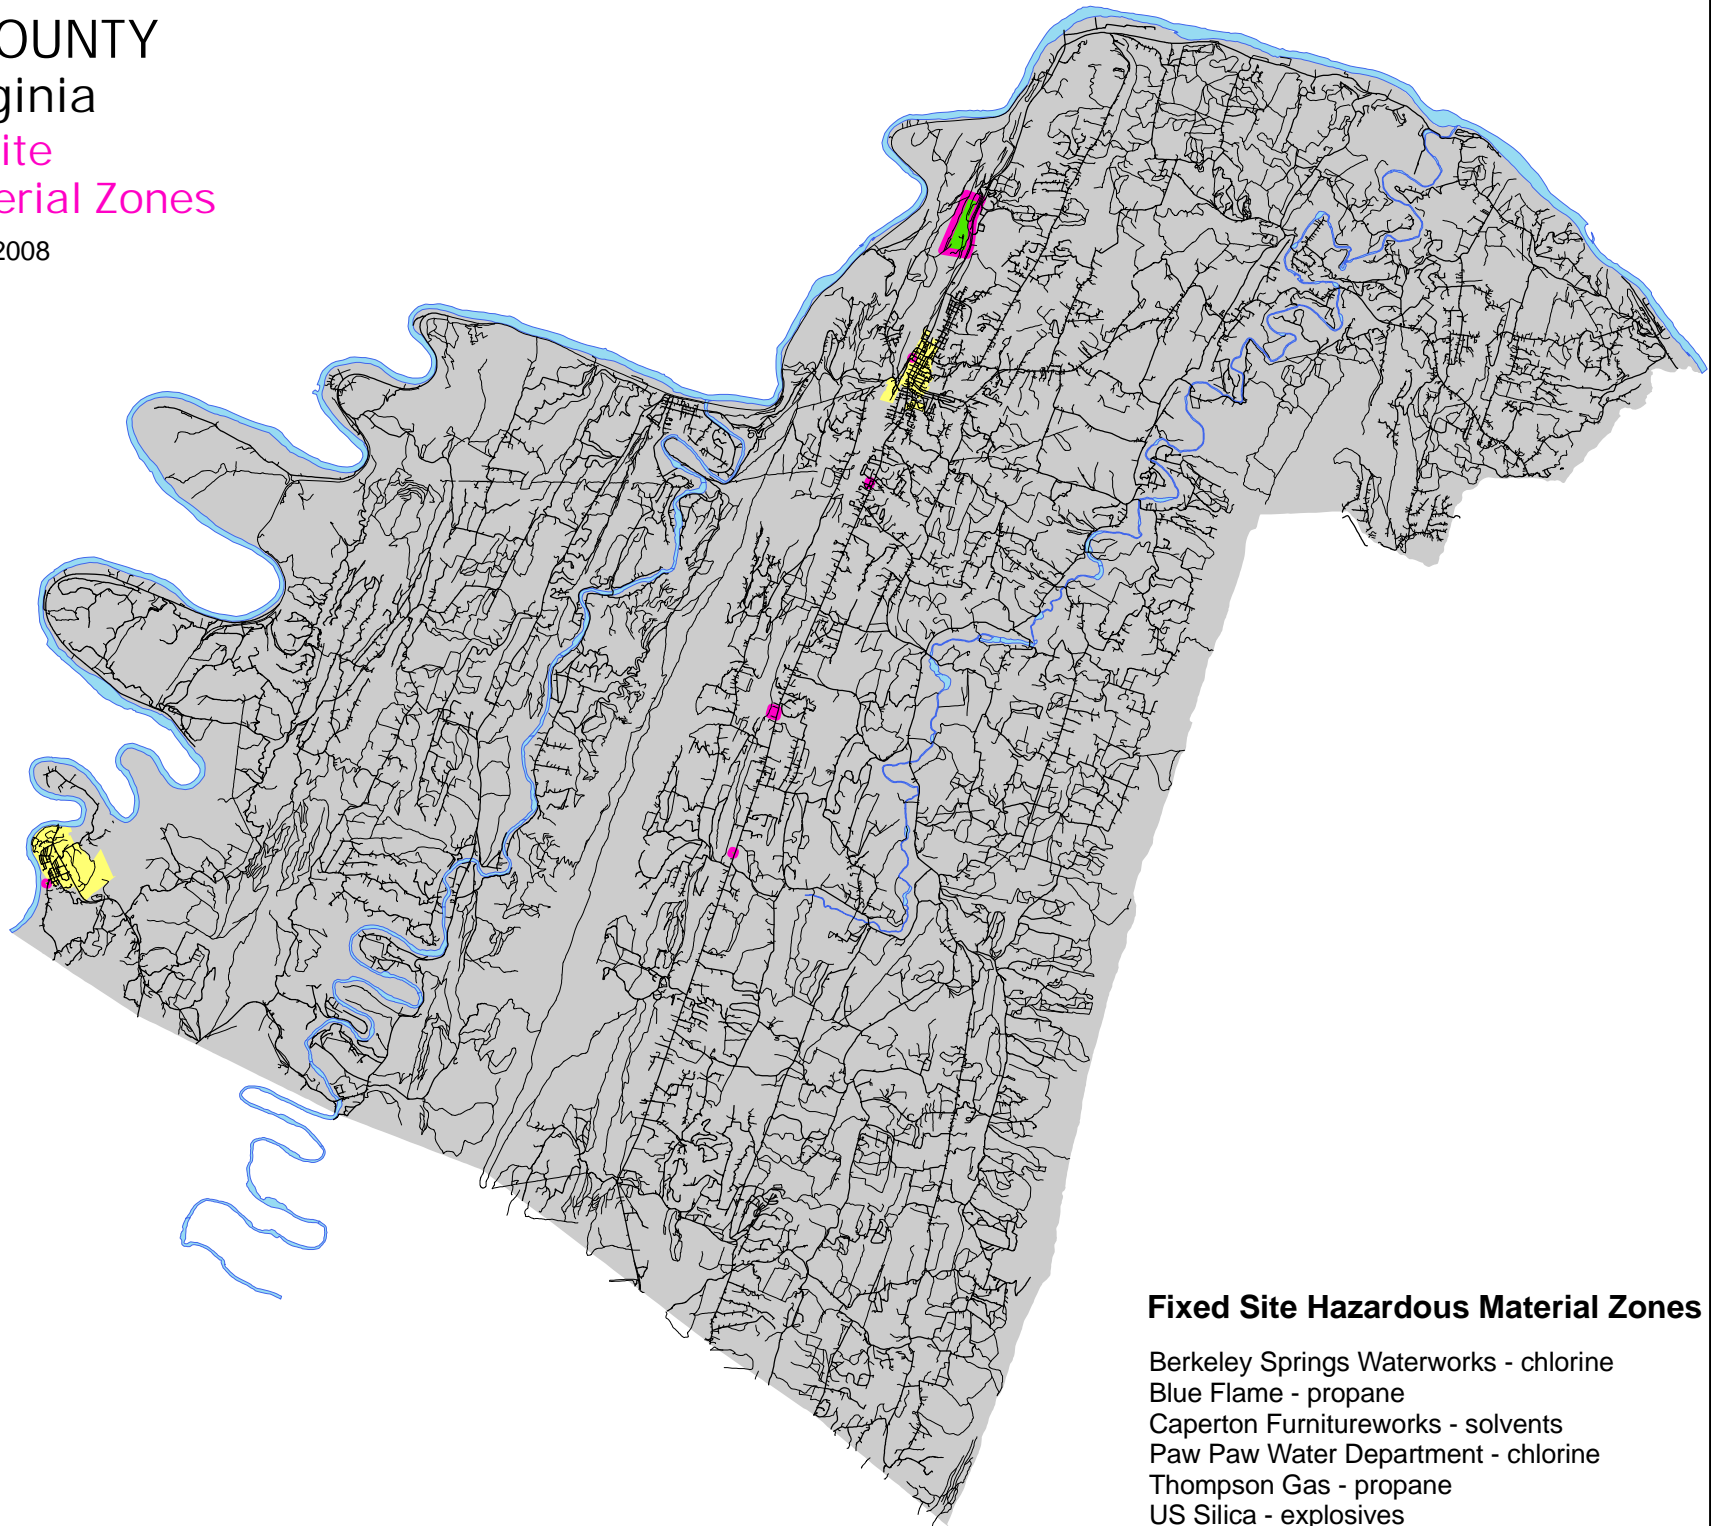 OUNTY
ginia
ite
erial Zones
2008
Fixed Site Hazardous Material Zones
Berkeley Springs Waterworks - chlorine
Blue Flame - propane
Caperton Furnitureworks - solvents
Paw Paw Water Department - chlorine
Thompson Gas - propane
US Silica - explosives